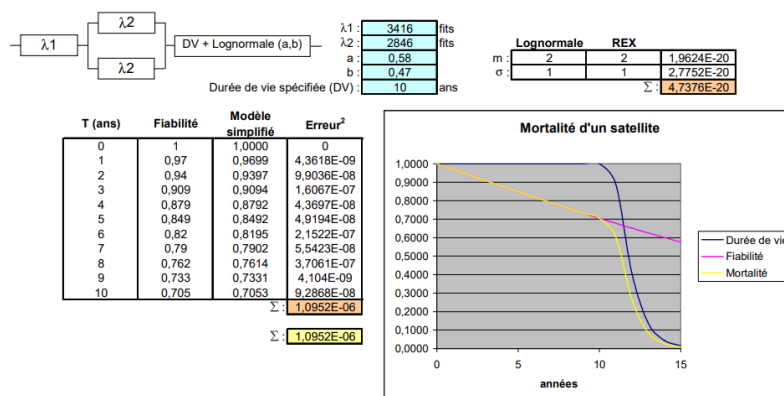 λ1
λ2
λ2
DV + Lognormale (a,b)
λ1 : 3416 fits
λ2 : 2846 fits
a : 0,58
b : 0,47
Durée de vie spécifiée (DV) : 10 ans
Lognormale REX
m : 2 2 1,9624E-20
σ : 1 1 2,7752E-20
Σ : 4,7376E-20
T (ans) Fiabilité Modèle simplifié Erreur²
0 1 1,0000 0
1 0,97 0,9699 4,3618E-09
2 0,94 0,9397 9,9036E-08
3 0,909 0,9094 1,6067E-07
4 0,879 0,8792 4,3697E-08
5 0,849 0,8492 4,9194E-08
6 0,82 0,8195 2,1522E-07
7 0,79 0,7902 5,5423E-08
8 0,762 0,7614 3,7061E-07
9 0,733 0,7331 4,104E-09
10 0,705 0,7053 9,2868E-08
Σ : 1,0952E-06
Σ : 1,0952E-06
Mortalité d'un satellite
1,0000
0,9000
0,8000
0,7000
0,6000
0,5000
0,4000
0,3000
0,2000
0,1000
0,0000
0 5 10 15
années
Durée de vie
Fiabilité
Mortalité